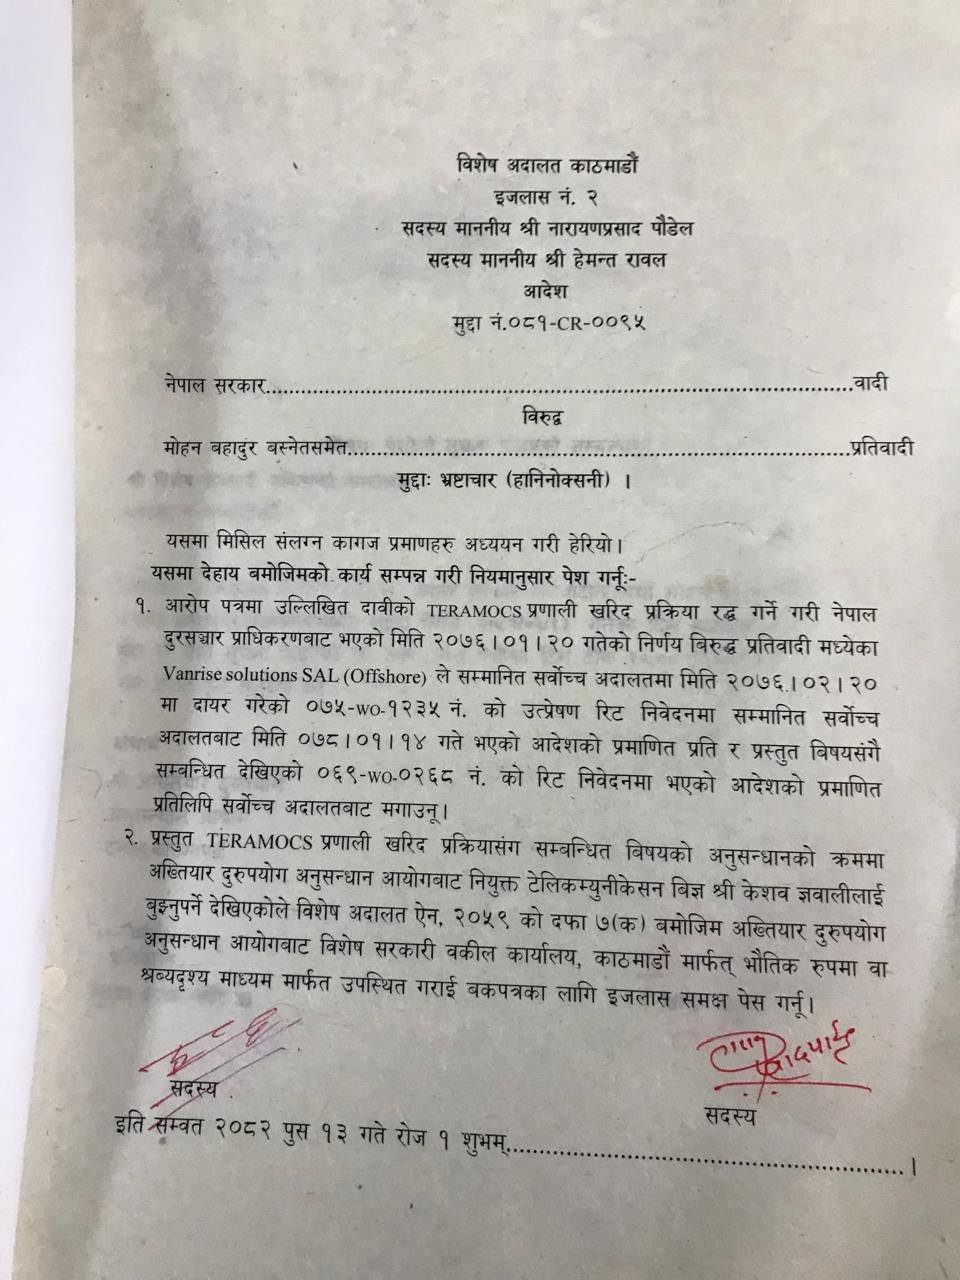 विशेष अदालत काठमाडौं
इजलास नं. २
सदस्य माननीय श्री नारायणप्रसाद पौडेल
सदस्य माननीय श्री हेमन्त रावल
आदेश
मुद्दा नं.०८१-CR-००९५
नेपाल सरकार...........................................................................................वादी
विरुद्ध
मोहन बहादुर बस्नेतसमेत...............................................................................प्रतिवादी
मुद्दाः भ्रष्टाचार (हानिनोक्सनी) ।
यसमा मिसिल संलग्न कागज प्रमाणहरु अध्ययन गरी हेरियो।
यसमा देहाय बमोजिमको कार्य सम्पन्न गरी नियमानुसार पेश गर्नूः-
१. आरोप पत्रमा उल्लिखित दावीको TERAMOCS प्रणाली खरिद प्रक्रिया रद्ध गर्ने गरी नेपाल
दुरसञ्चार प्राधिकरणबाट भएको मिति २०७६।०१।२० गतेको निर्णय विरुद्ध प्रतिवादी मध्येका
Vanrise solutions SAL (Offshore) ले सम्मानित सर्वोच्च अदालतमा मिति २०७६।०२।२०
मा दायर गरेको ०७५-WO-१२३५ नं. को उत्प्रेषण रिट निवेदनमा सम्मानित सर्वोच्च
अदालतबाट मिति ०७८।०१।१४ गते भएको आदेशको प्रमाणित प्रति र प्रस्तुत बिषयसंगै
सम्बन्धित देखिएको ०६९-WO-०२६८ नं. को रिट निवेदनमा भएको आदेशको प्रमाणित
प्रतिलिपि सर्वोच्च अदालतबाट मगाउनू।
२. प्रस्तुत TERAMOCS प्रणाली खरिद प्रक्रियासंग सम्बन्धित बिषयको अनुसन्धानको क्रममा
अख्तियार दुरुपयोग अनुसन्धान आयोगबाट नियुक्त टेलिकम्युनीकेसन बिज्ञ श्री केशव ज्ञवालीलाई
बुझ्नुपर्ने देखिएकोले विशेष अदालत ऐन, २०५९ को दफा ७(क) बमोजिम अख्तियार दुरुपयोग
अनुसन्धान आयोगबाट विशेष सरकारी वकील कार्यालय, काठमाडौं मार्फत् भौतिक रुपमा वा
श्रब्यदृश्य माध्यम मार्फत उपस्थित गराई बकपत्रका लागि इजलास समक्ष पेस गर्नू।
सदस्य
सदस्य
इति सम्वत २०८२ पुस १३ गते रोज १ शुभम्...............................................................।